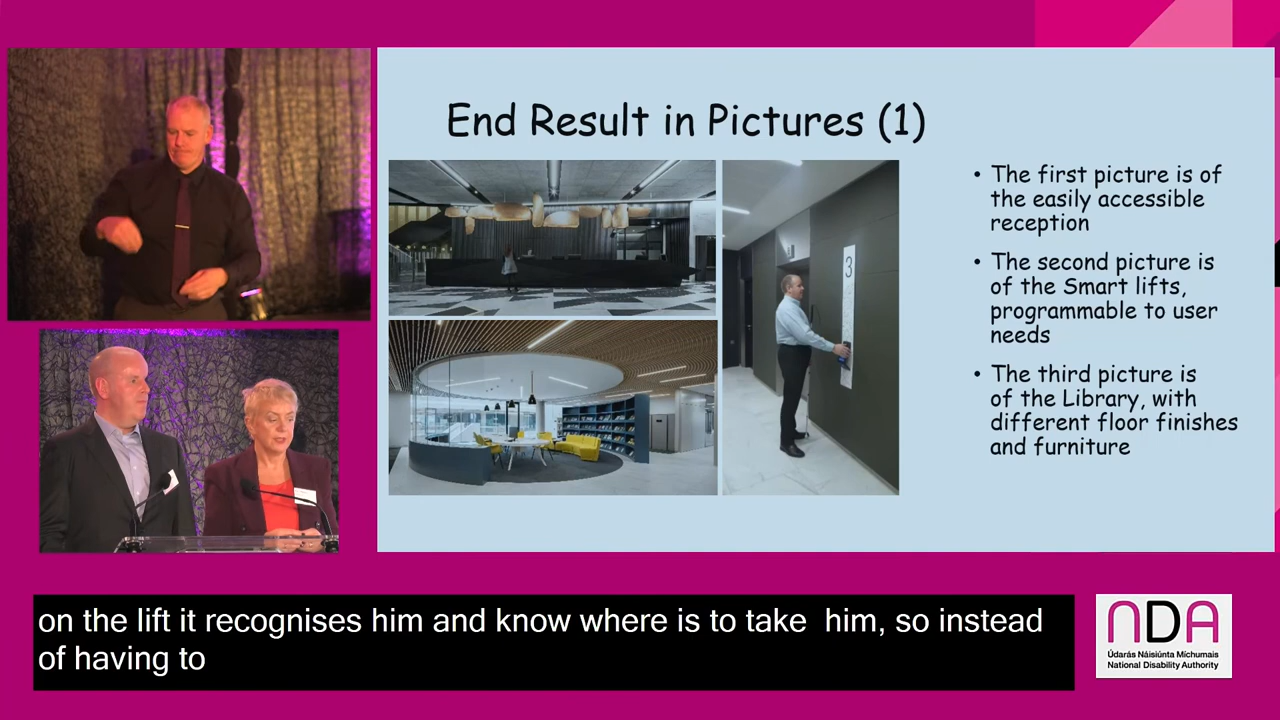 End Result in Pictures (1)
• The first picture is of
the easily accessible
reception
• The second picture is
of the Smart lifts,
programmable to user
needs
• The third picture is
of the Library, with
different floor finishes
and furniture
3
on the lift it recognises him and know where is to take  him, so instead
of having to
NDA
Údarás Náisiúnta Míchumais
National Disability Authority